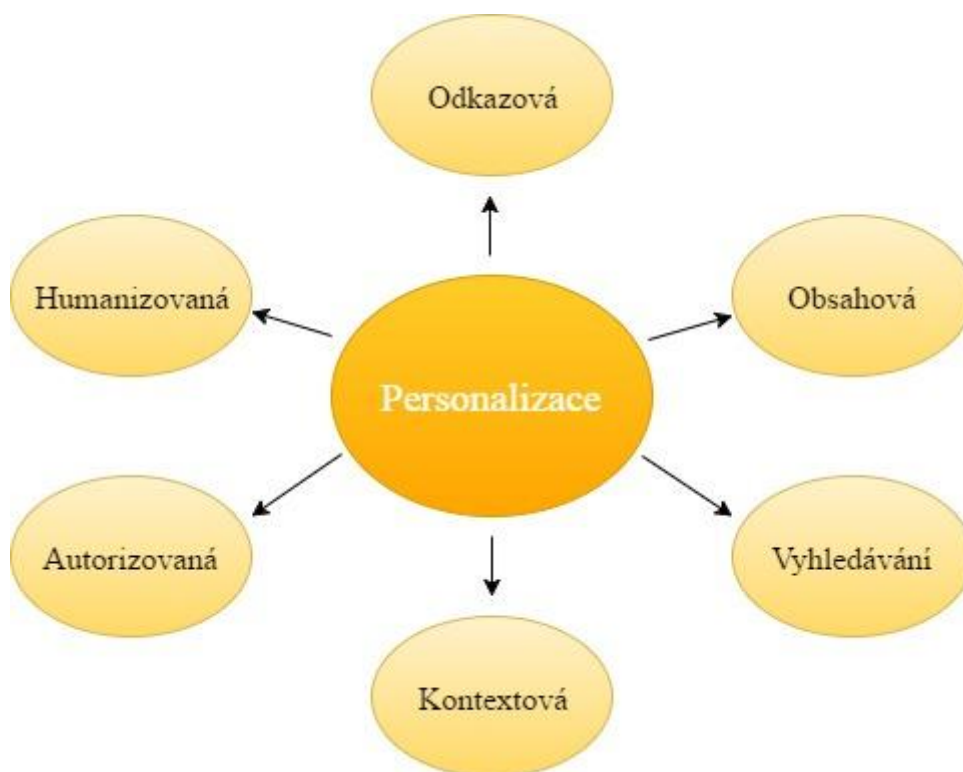 Odkazová
Humanizovaná
Obsahová
Personalizace
Autorizovaná
Vyhledávání
Kontextová